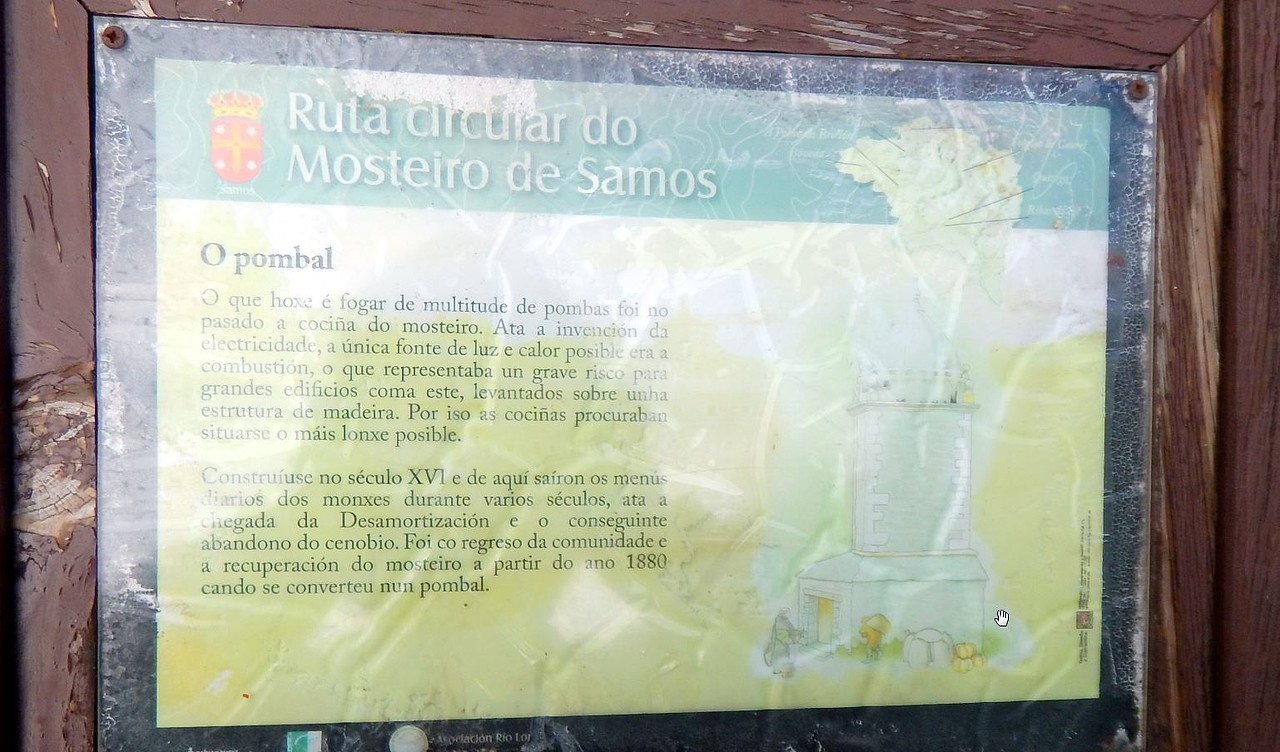 Ruta circular do
Mosteiro de Samos
Samos
O pombal
O que hoxe é fogar de multitude de pombas foi no
pasado a cociña do mosteiro. Ata a invención da
electricidade, a única fonte de luz e calor posible era a
combustión, o que representaba un grave risco para
grandes edificios coma este, levantados sobre unha
estrutura de madeira. Por iso as cociñas procuraban
situarse o máis lonxe posible.
Construíuse no século XVI e de aquí saíron os menús
diarios dos monxes durante varios séculos, ata a
chegada da Desamortización e o conseguinte
abandono do cenobio. Foi co regreso da comunidade e
a recuperación do mosteiro a partir do ano 1880
cando se converteu nun pombal.
Asociación Río Lor